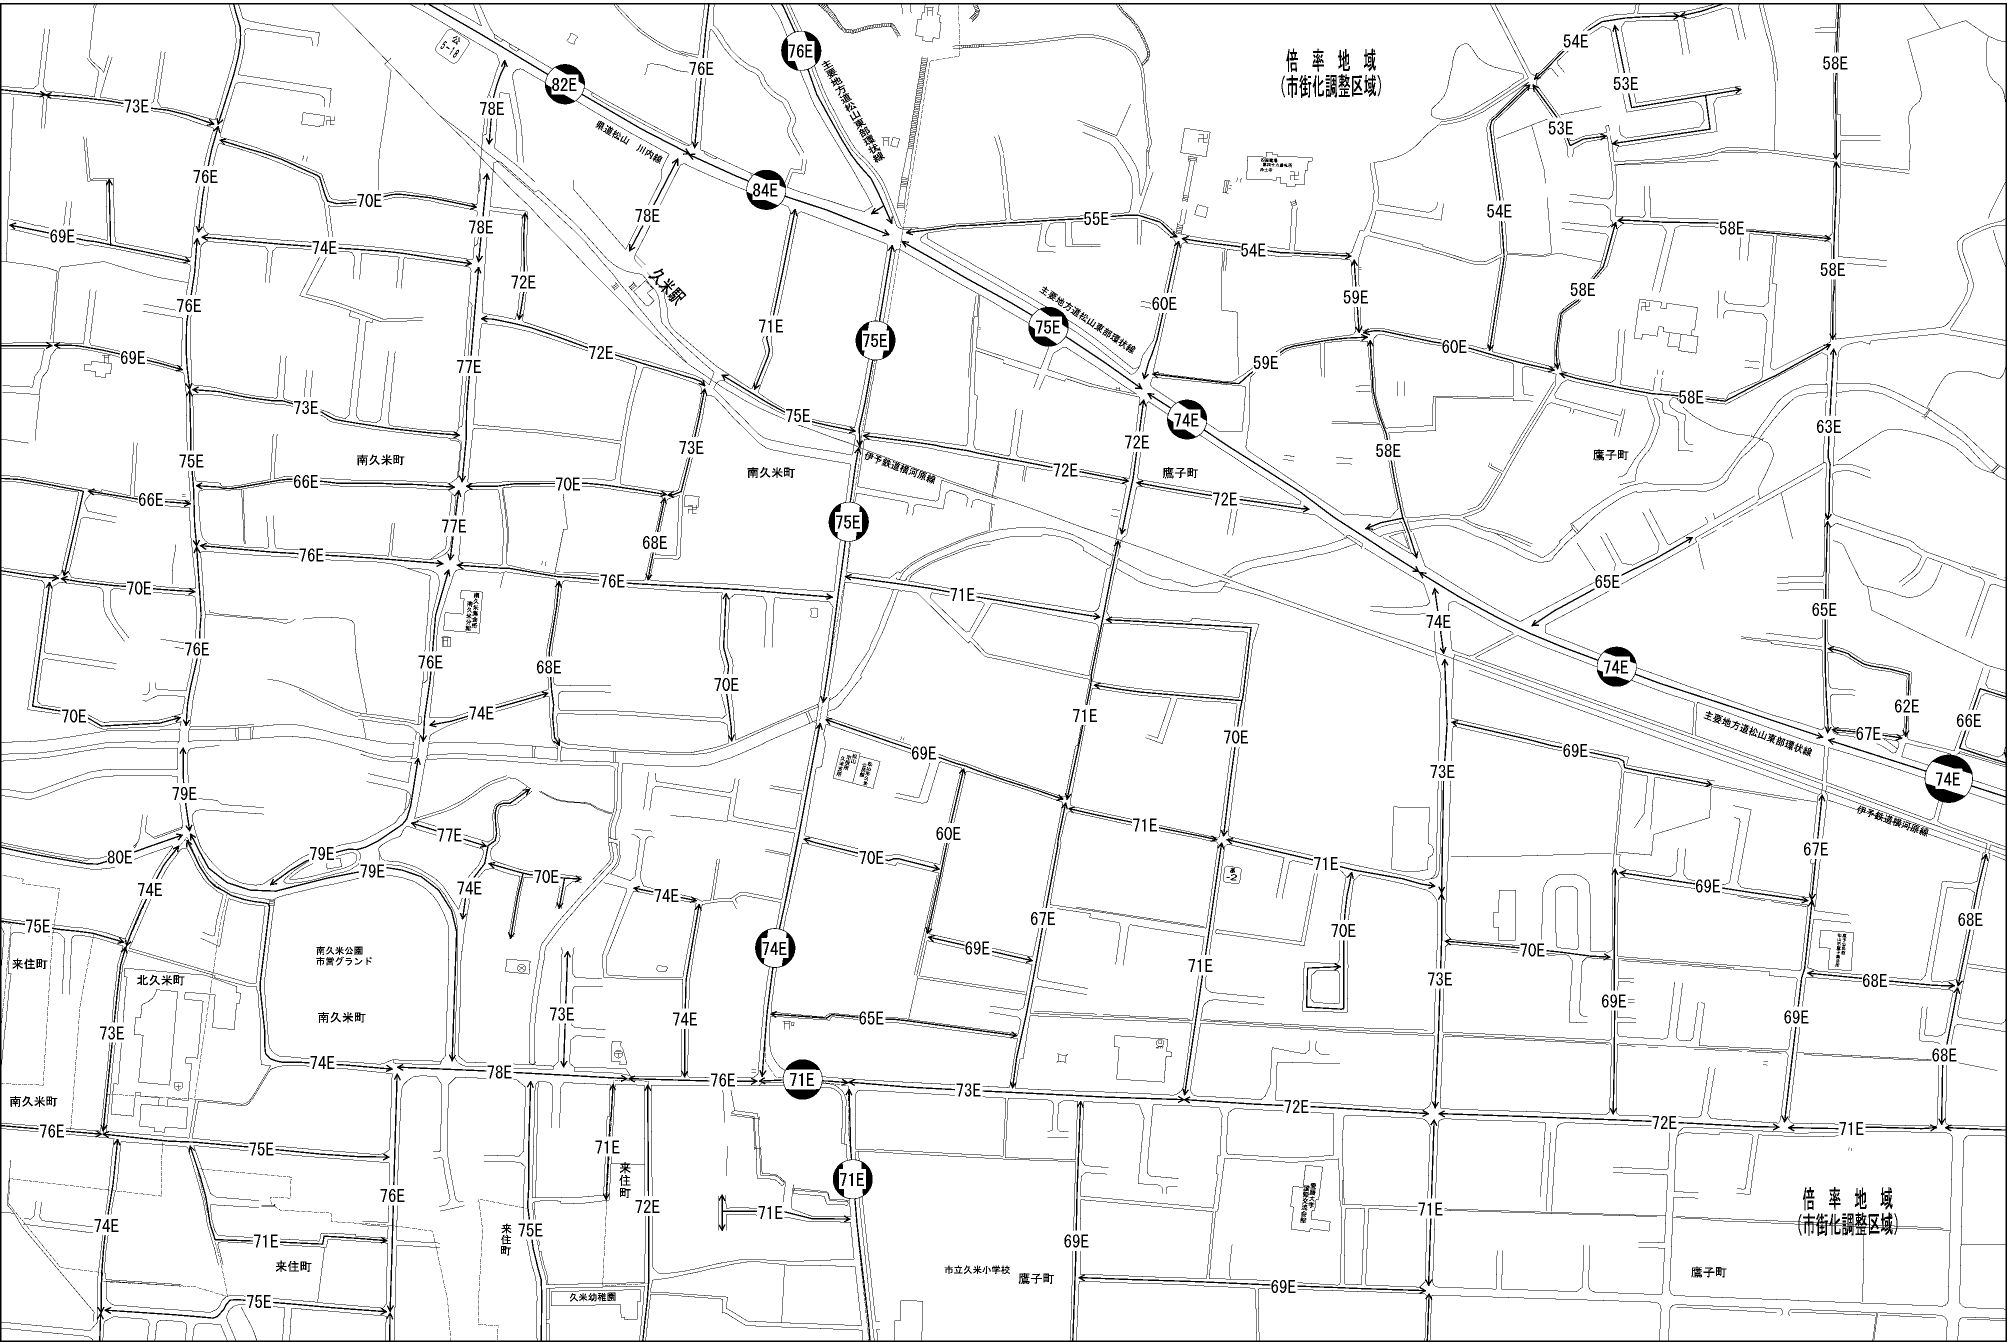 公
5-18
82E
76E
76E
主要地方道松山東部環状線
倍 率 地 域
(市街化調整区域)
54E
53E
58E
73E
78E
県道松山 川内線
53E
76E
70E
84E
78E
78E
55E
54E
54E
58E
69E
74E
72E
久米駅
71E
75E
60E
主要地方道松山東部環状線
75E
59E
58E
58E
76E
69E
77E
72E
59E
60E
73E
75E
74E
58E
63E
75E
南久米町
73E
南久米町
72E
72E
鷹子町
58E
鷹子町
伊予鉄道横河原線
66E
66E
70E
72E
77E
75E
68E
76E
76E
70E
71E
65E
65E
74E
76E
76E
68E
70E
74E
70E
74E
71E
70E
62E
66E
67E
主要地方道松山東部環状線
69E
69E
73E
74E
79E
77E
60E
71E
伊予鉄道横河原線
80E
79E
79E
74E
70E
70E
71E
67E
74E
74E
69E
75E
南久米公園
市営グランド
67E
68E
来住町
北久米町
74E
69E
70E
70E
71E
73E
68E
南久米町
73E
73E
74E
65E
69E
69E
74E
78E
76E
71E
73E
72E
68E
南久米町
76E
75E
71E
72E
71E
来住町
76E
72E
71E
71E
71E
69E
74E
71E
来住町
75E
来住町
倍 率 地 域
(市街化調整区域)
75E
久米幼稚園
市立久米小学校
鷹子町
69E
鷹子町